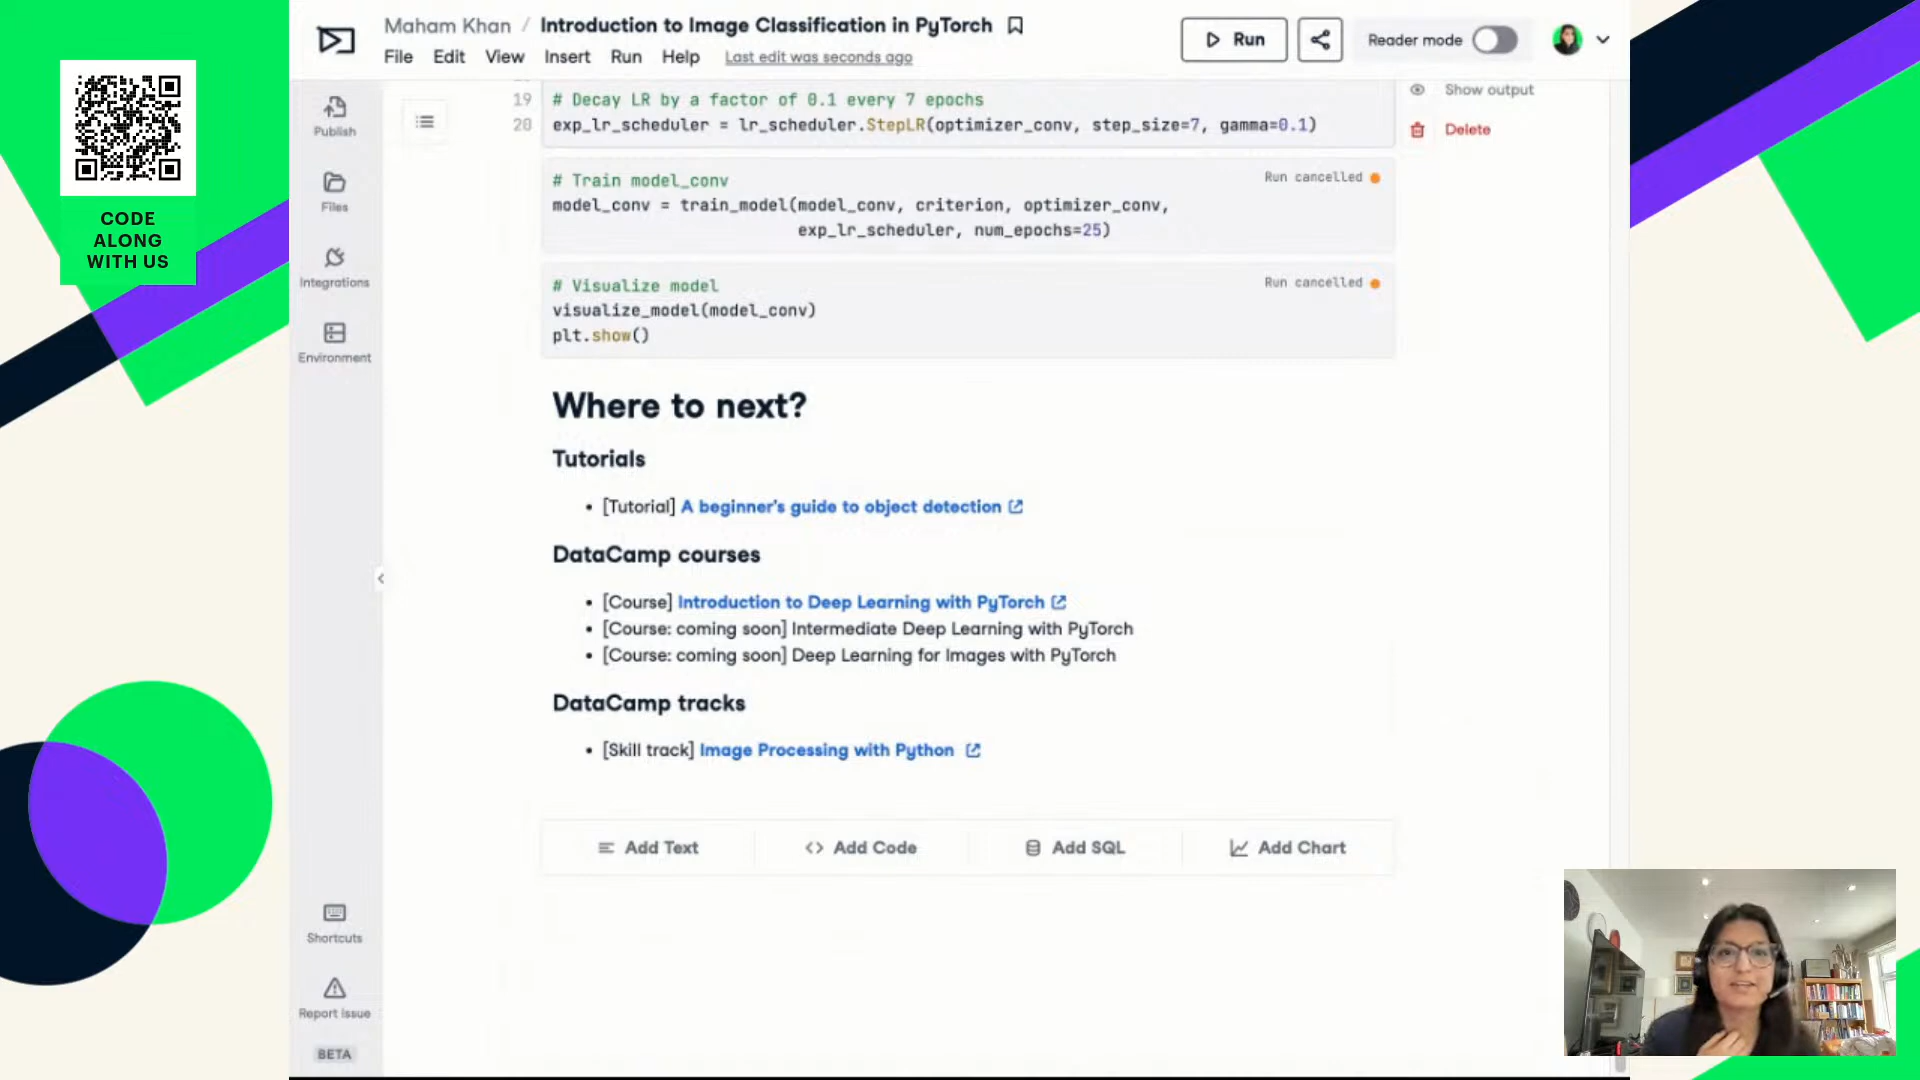 Maham Khan / Introduction to Image Classification in PyTorch
File Edit View Insert Run Help Last edit was seconds ago
Run
Reader mode
CODE
ALONG
WITH US
Publish
Files
Integrations
Environment
Shortcuts
Report Issue
BETA
19 # Decay LR by a factor of 0.1 every 7 epochs
20 exp_lr_scheduler = lr_scheduler.StepLR(optimizer_conv, step_size=7, gamma=0.1)
Show output
Delete
# Train model_conv
Run cancelled
model_conv = train_model(model_conv, criterion, optimizer_conv,
exp_lr_scheduler, num_epochs=25)
# Visualize model
Run cancelled
visualize_model(model_conv)
plt.show()
Where to next?
Tutorials
• [Tutorial] A beginner's guide to object detection
DataCamp courses
• [Course] Introduction to Deep Learning with PyTorch
• [Course: coming soon] Intermediate Deep Learning with PyTorch
• [Course: coming soon] Deep Learning for Images with PyTorch
DataCamp tracks
• [Skill track] Image Processing with Python
Add Text
Add Code
Add SQL
Add Chart